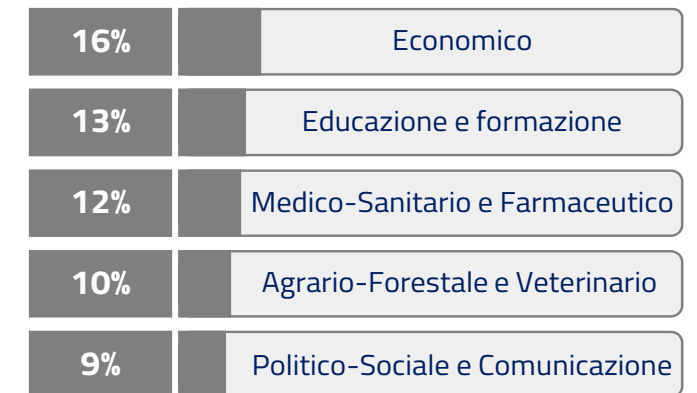 16% Economico
13% Educazione e formazione
12% Medico-Sanitario e Farmaceutico
10% Agrario-Forestale e Veterinario
9% Politico-Sociale e Comunicazione